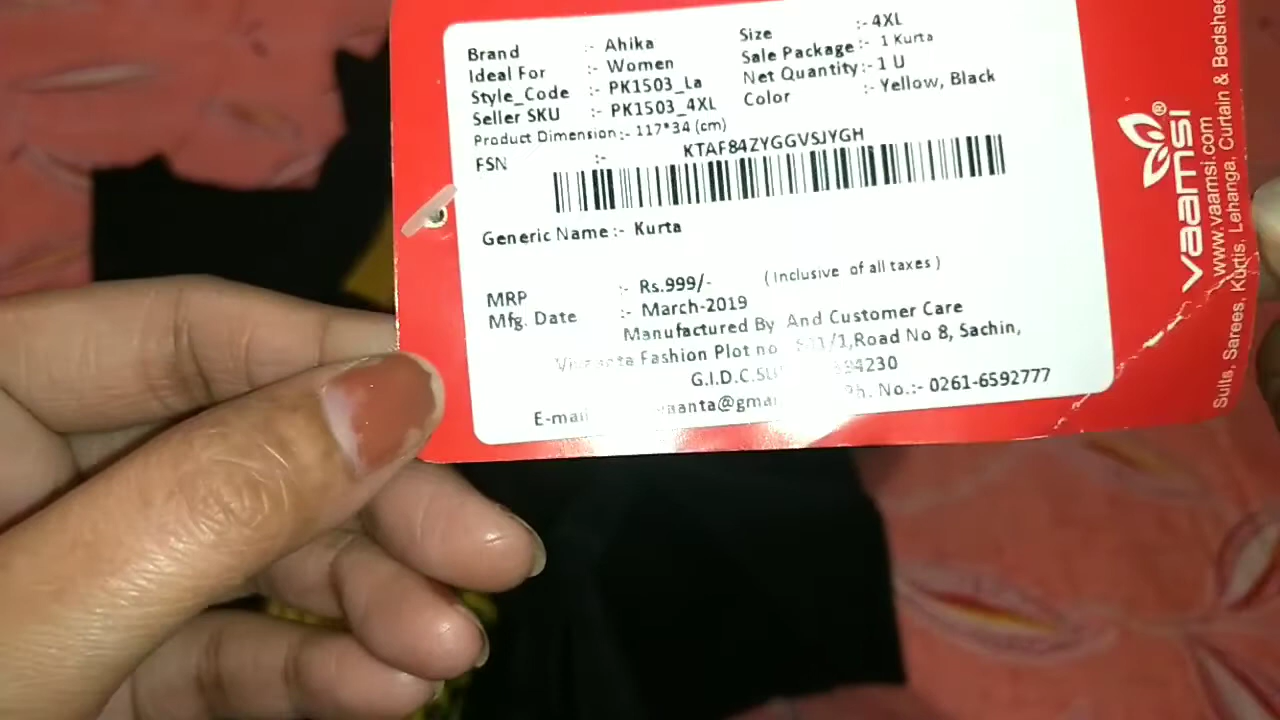 Brand :- Ahika
Ideal For :- Women
Style_Code :- PK1503_La
Seller SKU :- PK1503_4XL
Product Dimension:- 117*34 (cm)
Size :- 4XL
Sale Package:- 1 Kurta
Net Quantity:- 1 U
Color :- Yellow, Black
FSN :- KTAF84ZYGGVSJYGH
Generic Name :- Kurta
MRP :- Rs.999/- (Inclusive of all taxes)
Mfg. Date :- March-2019
Manufactured By And Customer Care
Fashion Plot no /1,Road No 8, Sachin,
G.I.D.C.
E-mail Ph. No.:- 0261-6592777
vaamsi®
www.vaamsi.com
Suits, Sarees, Kurtis, Lehanga, Curtain &